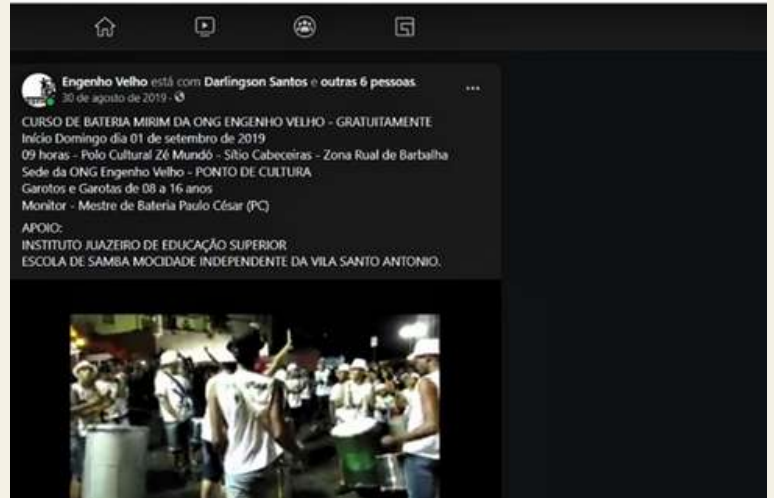 Engenho Velho está com Darlingson Santos e outras 6 pessoas.
30 de agosto de 2019 ·
CURSO DE BATERIA MIRIM DA ONG ENGENHO VELHO - GRATUITAMENTE
Início Domingo dia 01 de setembro de 2019
09 horas - Polo Cultural Zé Mundó - Sítio Cabeceiras - Zona Rual de Barbalha
Sede da ONG Engenho Velho - PONTO DE CULTURA
Garotos e Garotas de 08 a 16 anos
Monitor - Mestre de Bateria Paulo César (PC)
APOIO:
INSTITUTO JUAZEIRO DE EDUCAÇÃO SUPERIOR
ESCOLA DE SAMBA MOCIDADE INDEPENDENTE DA VILA SANTO ANTONIO.